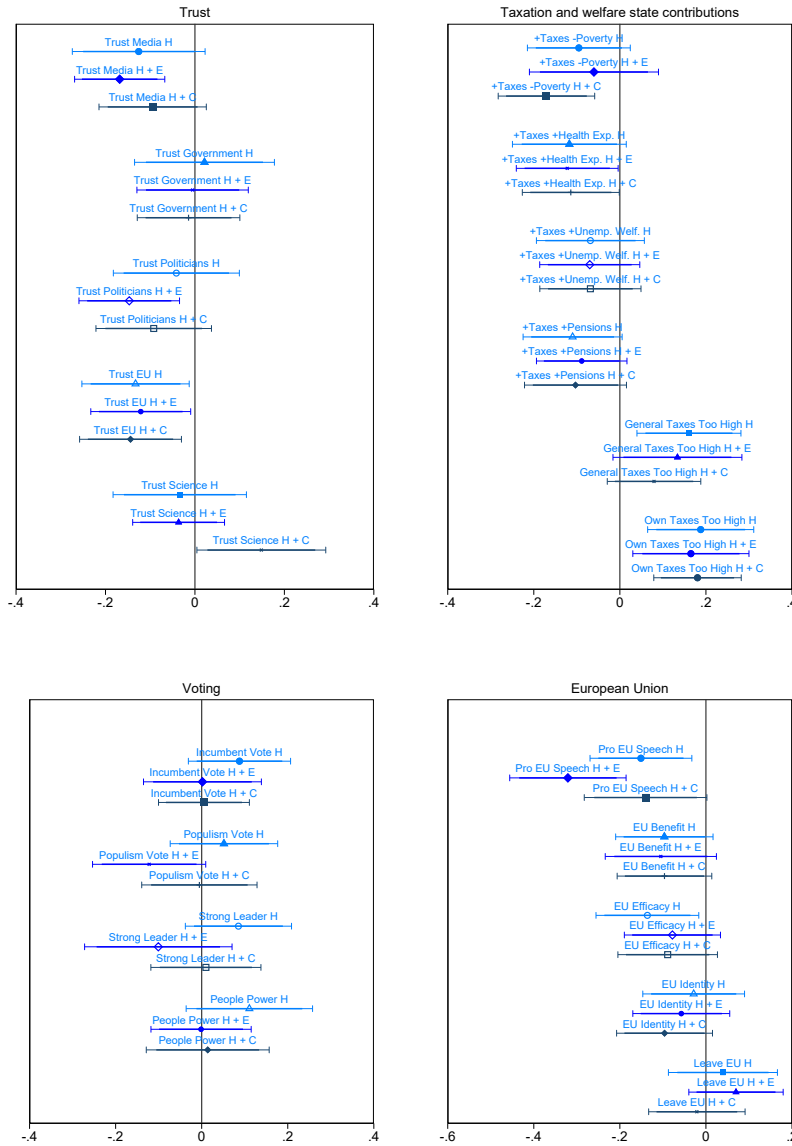 Trust
Trust Media H
Trust Media H + E
Trust Media H + C
Trust Government H
Trust Government H + E
Trust Government H + C
Trust Politicians H
Trust Politicians H + E
Trust Politicians H + C
Trust EU H
Trust EU H + E
Trust EU H + C
Trust Science H
Trust Science H + E
Trust Science H + C
-.4 -.2 0 .2 .4
Taxation and welfare state contributions
+Taxes -Poverty H
+Taxes -Poverty H + E
+Taxes -Poverty H + C
+Taxes +Health Exp. H
+Taxes +Health Exp. H + E
+Taxes +Health Exp. H + C
+Taxes +Unemp. Welf. H
+Taxes +Unemp. Welf. H + E
+Taxes +Unemp. Welf. H + C
+Taxes +Pensions H
+Taxes +Pensions H + E
+Taxes +Pensions H + C
General Taxes Too High H
General Taxes Too High H + E
General Taxes Too High H + C
Own Taxes Too High H
Own Taxes Too High H + E
Own Taxes Too High H + C
-.4 -.2 0 .2 .4
Voting
Incumbent Vote H
Incumbent Vote H + E
Incumbent Vote H + C
Populism Vote H
Populism Vote H + E
Populism Vote H + C
Strong Leader H
Strong Leader H + E
Strong Leader H + C
People Power H
People Power H + E
People Power H + C
-.4 -.2 0 .2 .4
European Union
Pro EU Speech H
Pro EU Speech H + E
Pro EU Speech H + C
EU Benefit H
EU Benefit H + E
EU Benefit H + C
EU Efficacy H
EU Efficacy H + E
EU Efficacy H + C
EU Identity H
EU Identity H + E
EU Identity H + C
Leave EU H
Leave EU H + E
Leave EU H + C
-.6 -.4 -.2 0 .2